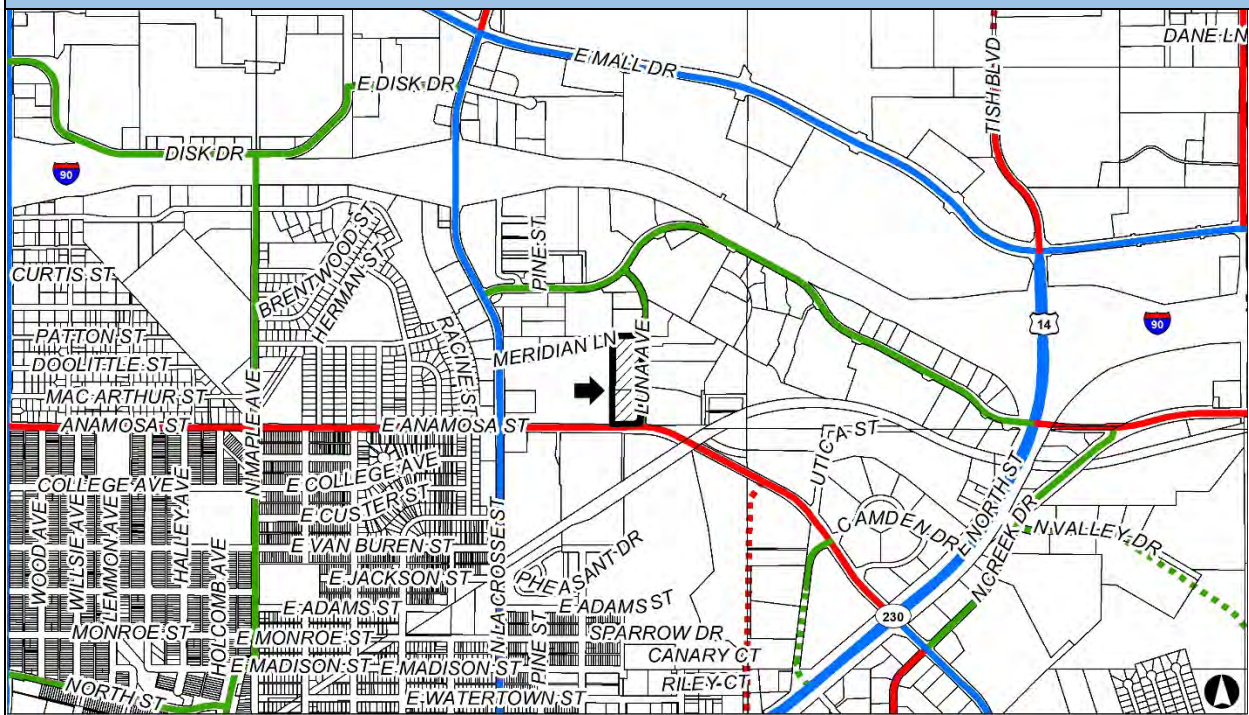 DANE LN
E MALL DR
E DISK DR
TISH BLVD
DISK DR
90
PINE ST
BRENTWOOD ST
HERMAN ST
CURTIS ST
14
90
RACINE ST
PATTON ST
MERIDIAN LN
LUNA AVE
DOOLITTLE ST
MAC ARTHUR ST
ANAMOSA ST
E ANAMOSA ST
N MAPLE AVE
UTICA ST
COLLEGE AVE
E COLLEGE AVE
E CUSTER ST
WOOD AVE
WILLSIE AVE
LEMMON AVE
HALLEY AVE
HOLCOMB AVE
N LA CROSSE ST
CAMDEN DR
E NORTH ST
N CREEK DR
N VALLEY DR
E VAN BUREN ST
PHEASANT DR
E JACKSON ST
E ADAMS ST
E ADAMS ST
PINE ST
230
MONROE ST
E MONROE ST
SPARROW DR
CANARY CT
E MADISON ST
E MADISON ST
RILEY CT
NORTH ST
E WATERTOWN ST